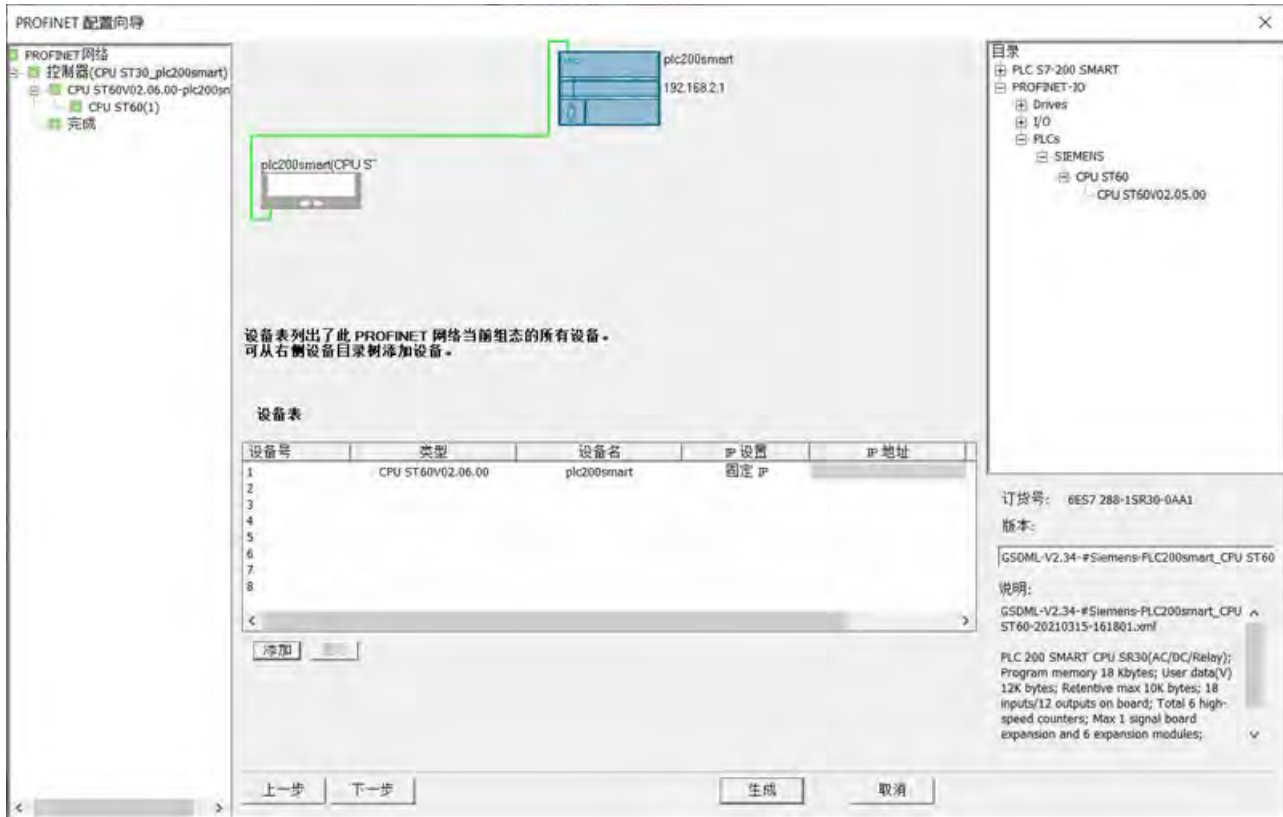 PROFINET 配置向导
PROFINET 网络
控制器(CPU ST30_plc200smart)
CPU ST60V02.06.00-plc200sn
CPU ST60(1)
完成
plc200smart
192.168.2.1
plc200smart(CPU S
设备表列出了此 PROFINET 网络当前组态的所有设备。
可从右侧设备目录树添加设备。
设备表
设备号 类型 设备名 IP 设置 IP 地址
1 CPU ST60V02.06.00 plc200smart 固定 IP
2
3
4
5
6
7
8
添加
上一步 下一步 生成 取消
目录
PLC S7-200 SMART
PROFINET-IO
Drives
I/O
PLCs
SIEMENS
CPU ST60
CPU ST60V02.05.00
订货号: 6ES7 288-1SR30-0AA1
版本:
GSDML-V2.34-#Siemens-PLC200smart_CPU ST60
说明:
GSDML-V2.34-#Siemens-PLC200smart_CPU
ST60-20210315-161801.xml
PLC 200 SMART CPU SR30(AC/DC/Relay);
Program memory 18 Kbytes; User data(V)
12K bytes; Retentive max 10K bytes; 18
inputs/12 outputs on board; Total 6 high-
speed counters; Max 1 signal board
expansion and 6 expansion modules;